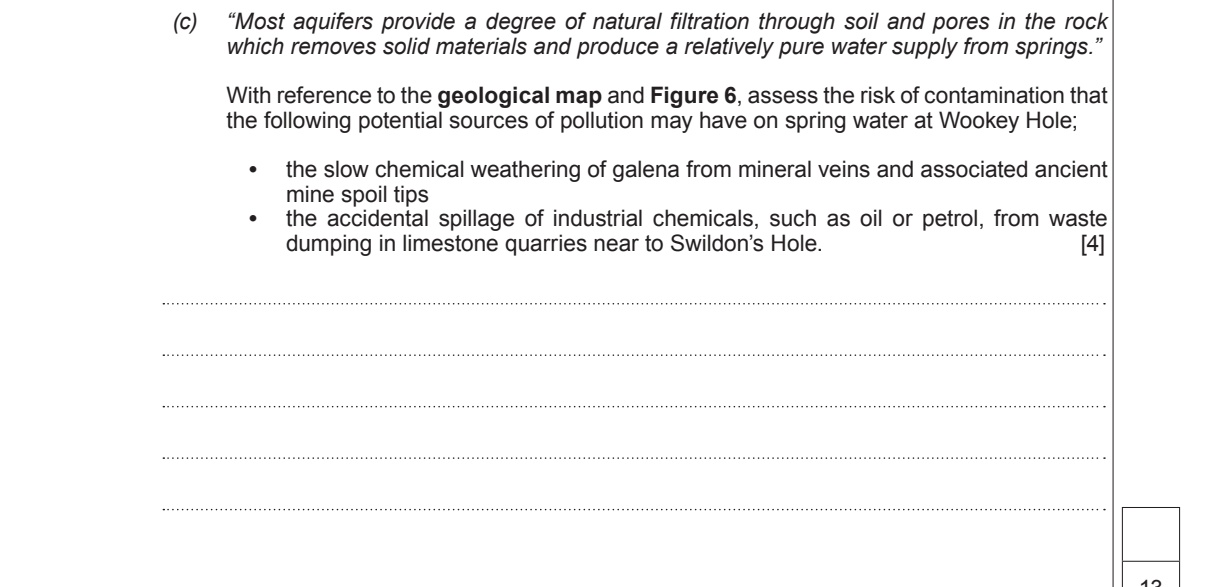 (c) “Most aquifers provide a degree of natural filtration through soil and pores in the rock
which removes solid materials and produce a relatively pure water supply from springs.”
With reference to the geological map and Figure 6, assess the risk of contamination that
the following potential sources of pollution may have on spring water at Wookey Hole;
• the slow chemical weathering of galena from mineral veins and associated ancient
mine spoil tips
• the accidental spillage of industrial chemicals, such as oil or petrol, from waste
dumping in limestone quarries near to Swildon’s Hole. [4]